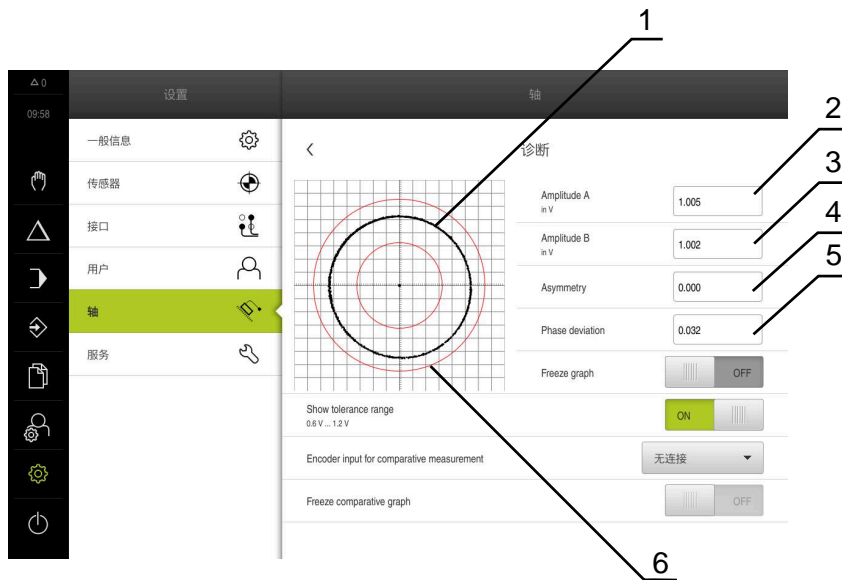 1
△ 0
设置
轴
09:58
2
一般信息
诊断
3
传感器
Amplitude A
in V
1.005
4
接口
Amplitude B
in V
1.002
5
用户
Asymmetry
0.000
轴
Phase deviation
0.032
服务
Freeze graph
OFF
Show tolerance range
0.6 V ... 1.2 V
ON
Encoder input for comparative measurement
无连接
Freeze comparative graph
OFF
6